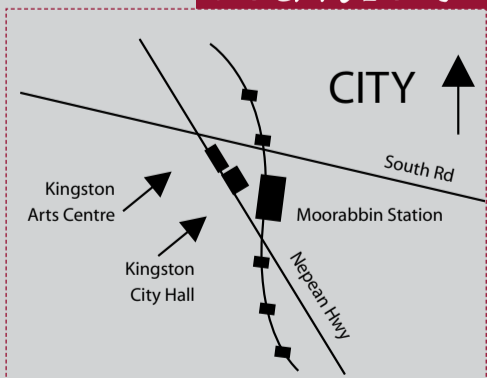 CITY
South Rd
Kingston
Arts Centre
Moorabbin Station
Kingston
City Hall
Nepean Hwy